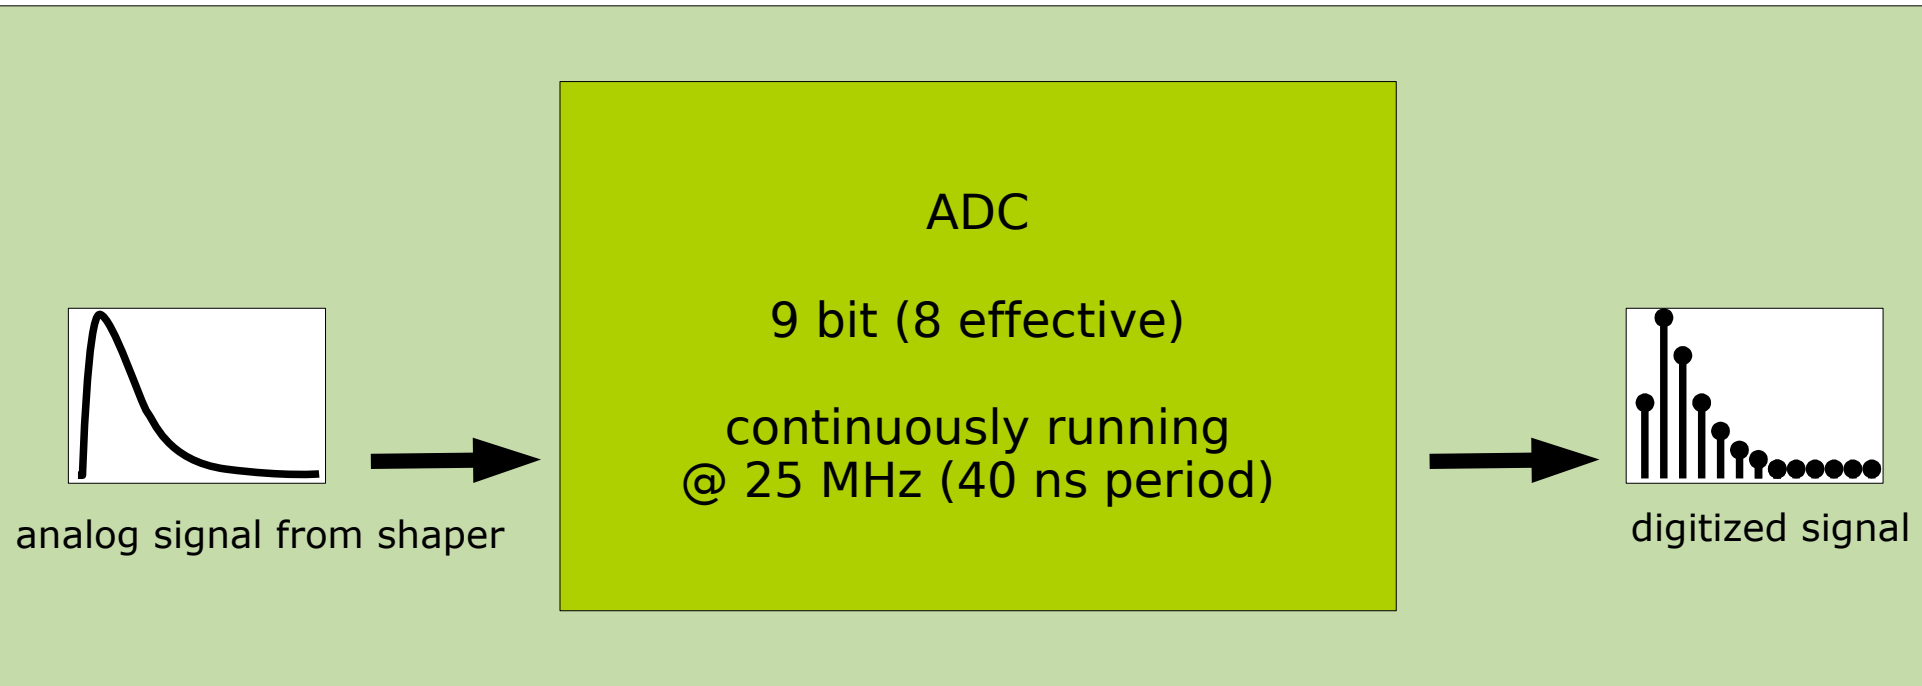 ADC
9 bit (8 effective)
continuously running
@ 25 MHz (40 ns period)
analog signal from shaper
digitized signal